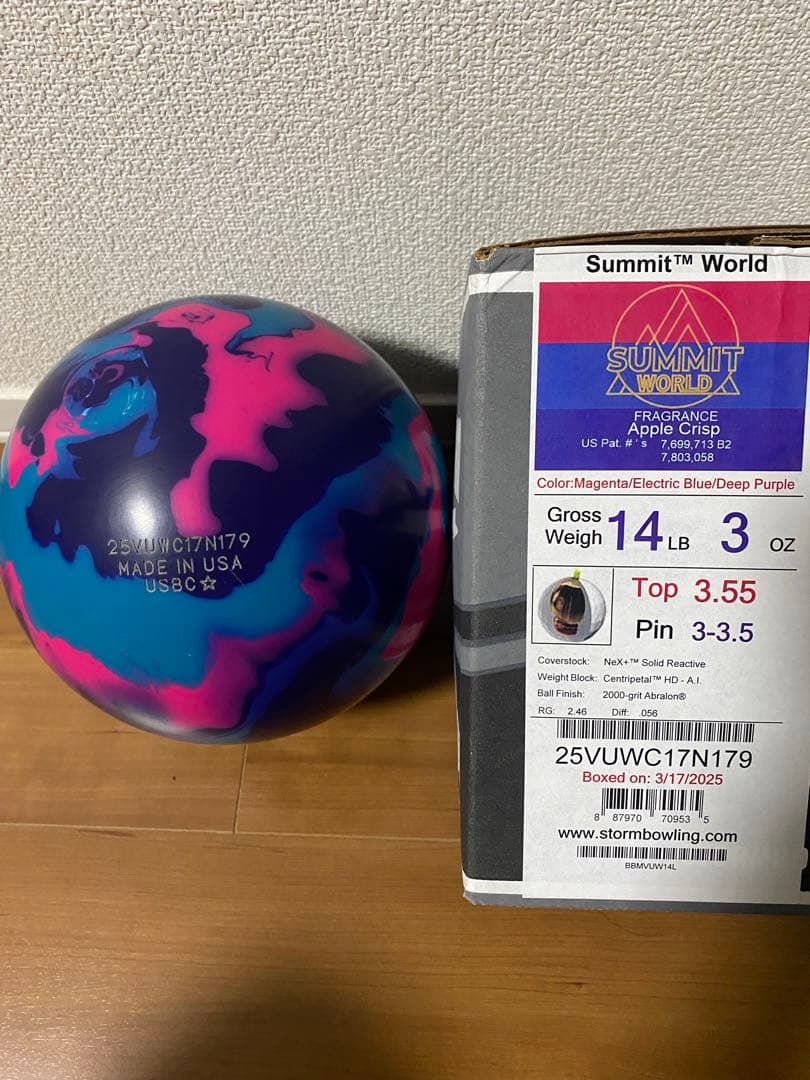 25VUWC17N179
MADE IN USA
USBC☆
Summit™ World
SUMMIT
WORLD
FRAGRANCE
Apple Crisp
US Pat. # ' s 7,699,713 B2
7,803,058
Color:Magenta/Electric Blue/Deep Purple
Gross
Weigh 14 LB 3 OZ
Top 3.55
Pin 3-3.5
Coverstock: NeX+™ Solid Reactive
Weight Block: Centripetal™ HD - A.I.
Ball Finish: 2000-grit Abralon®
RG: 2.46 Diff: .056
25VUWC17N179
Boxed on: 3/17/2025
8 87970 70953 5
www.stormbowling.com
BBMVUW14L